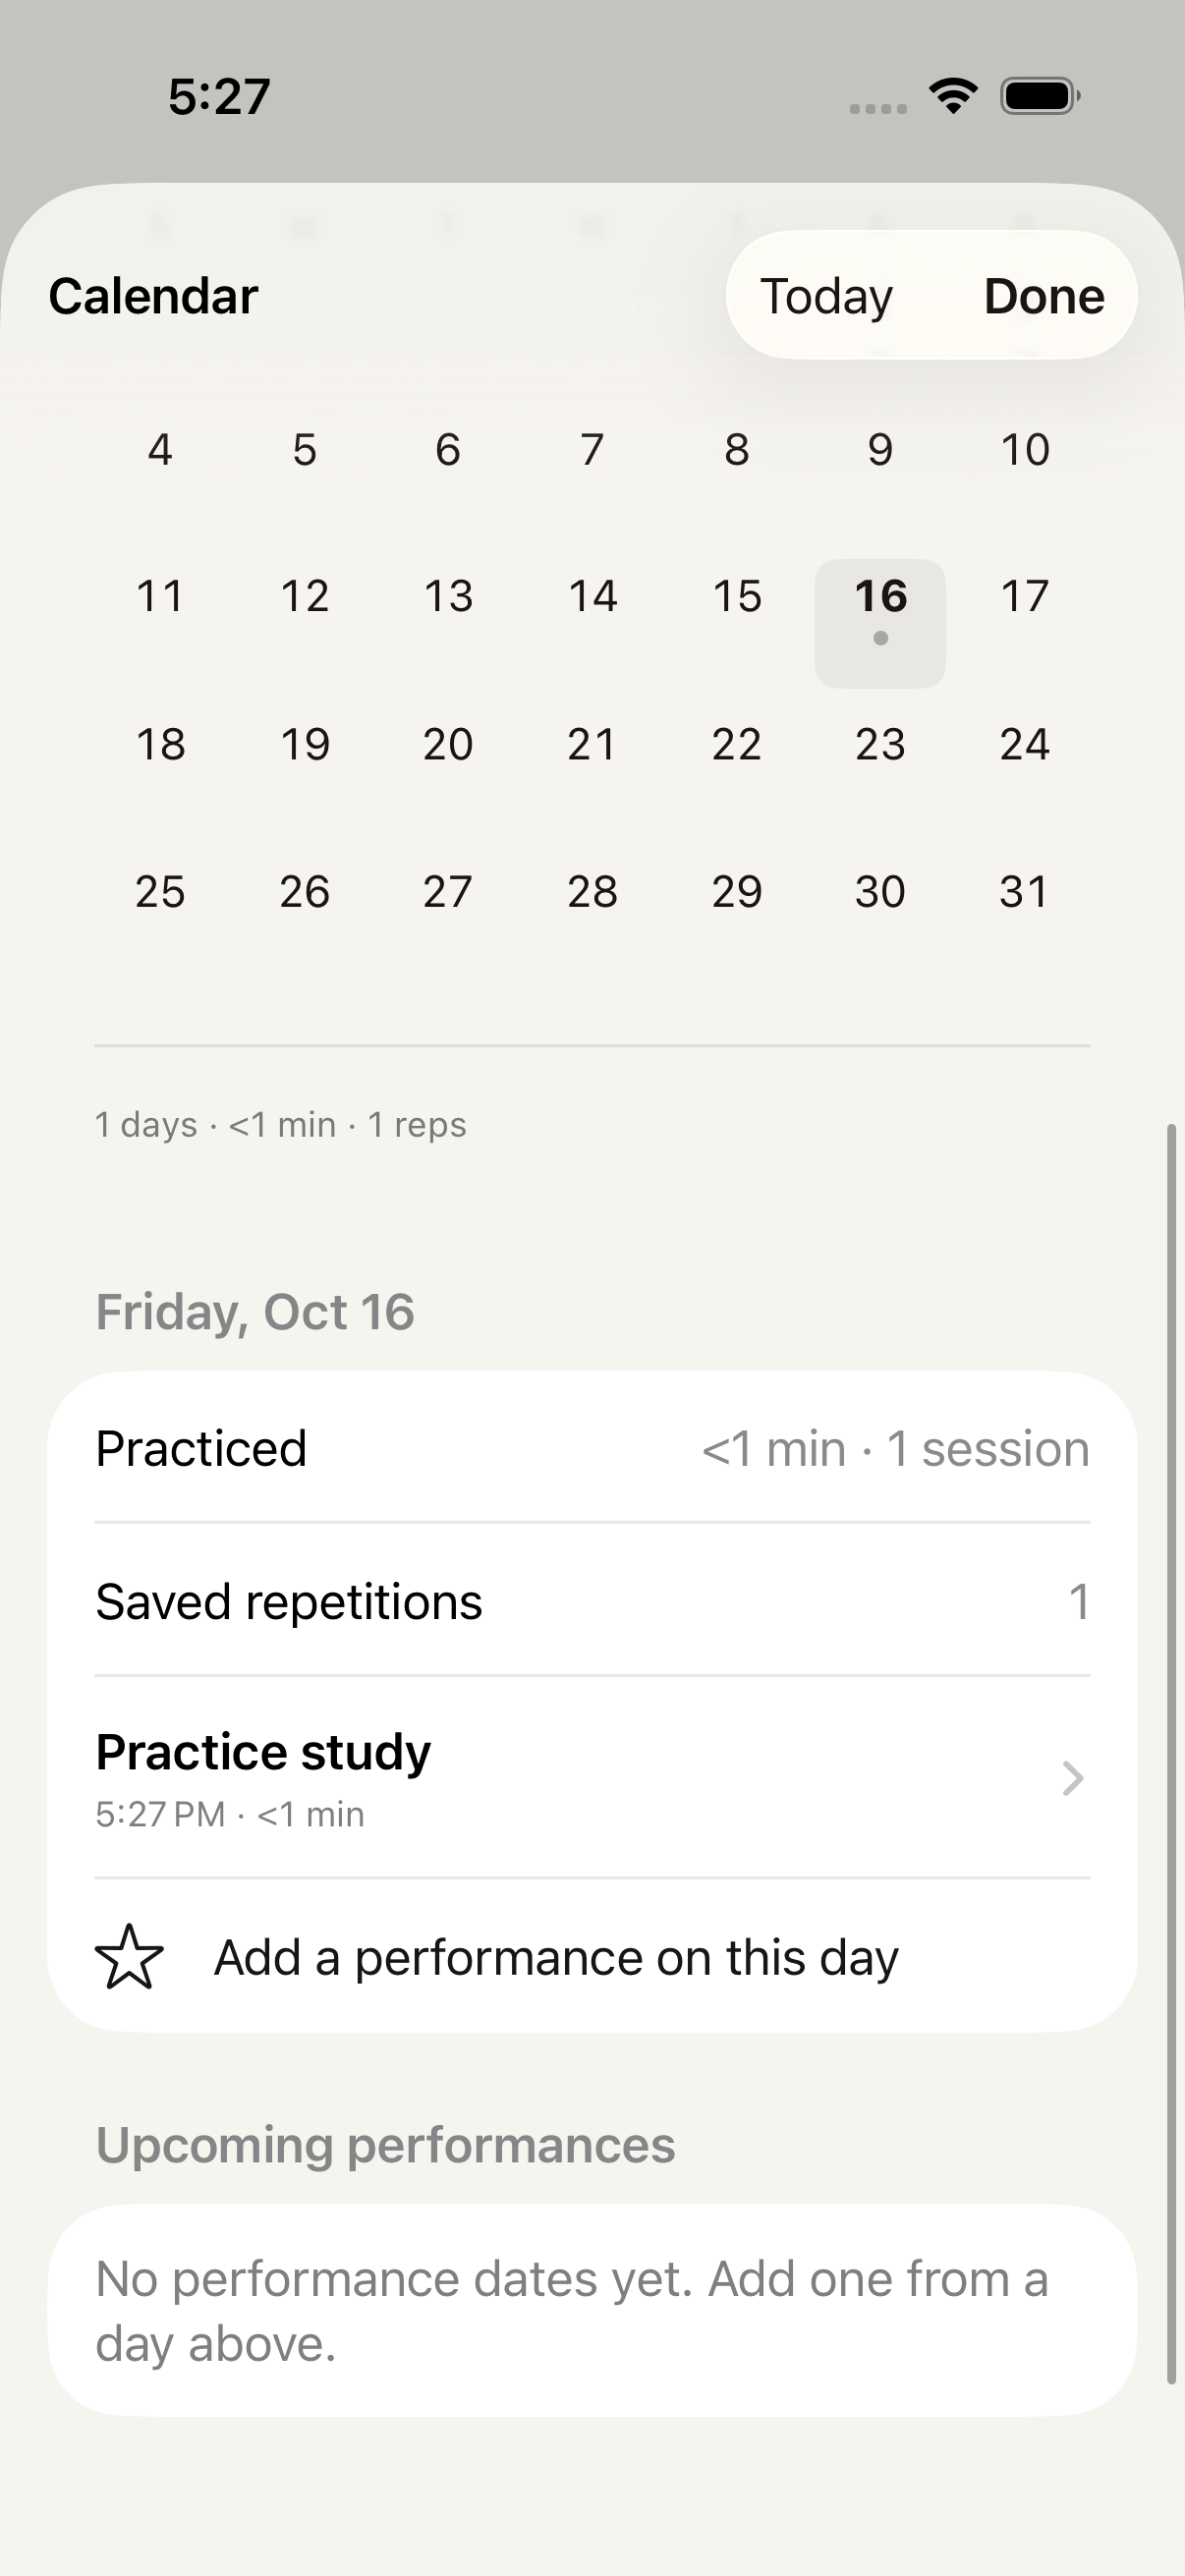 5:27
Calendar
Today Done
4 5 6 7 8 9 10
11 12 13 14 15 16 17
18 19 20 21 22 23 24
25 26 27 28 29 30 31
1 days · <1 min · 1 reps
Friday, Oct 16
Practiced <1 min · 1 session
Saved repetitions 1
Practice study
5:27 PM · <1 min
Add a performance on this day
Upcoming performances
No performance dates yet. Add one from a
day above.